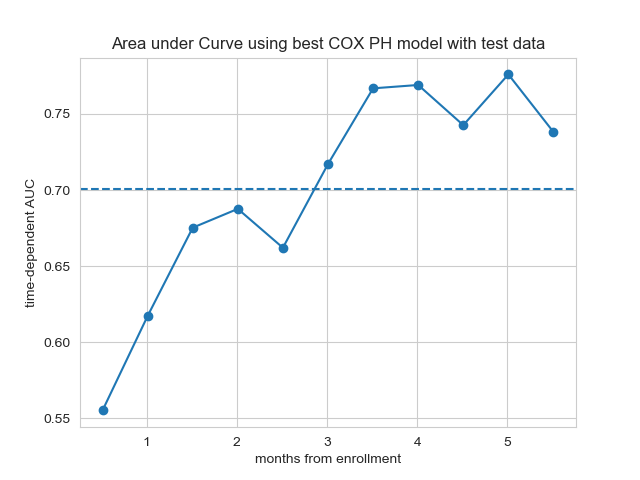 Area under Curve using best COX PH model with test data
time-dependent AUC
0.75
0.70
0.65
0.60
0.55
1 2 3 4 5
months from enrollment